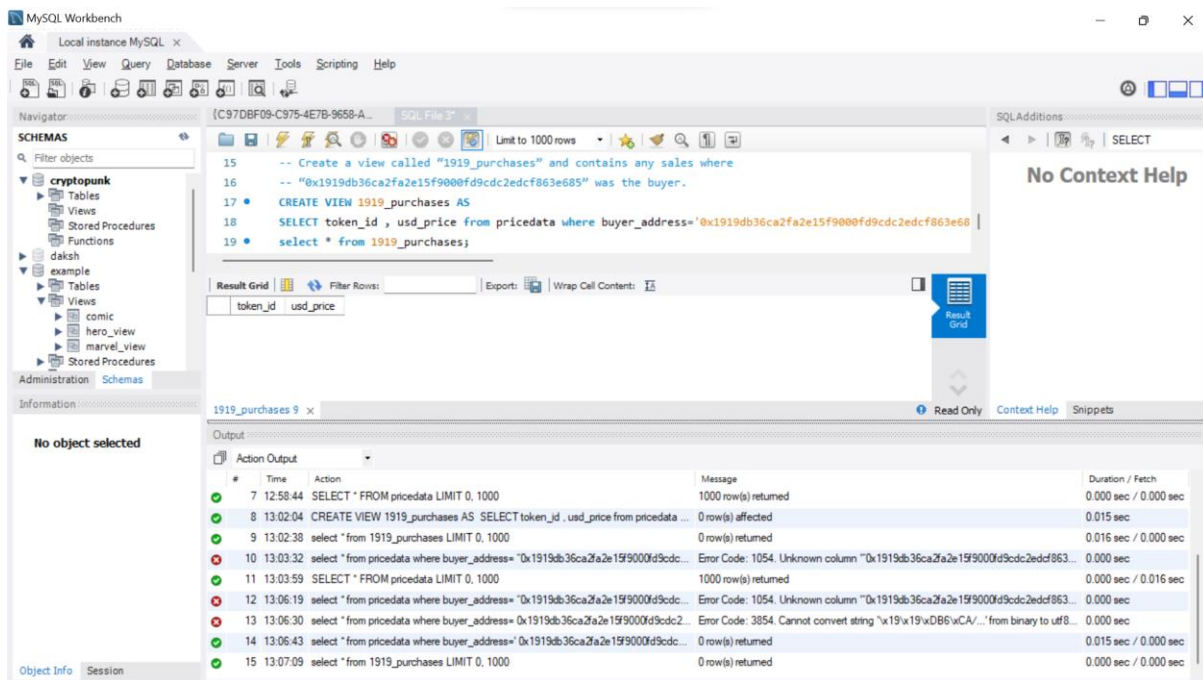 MySQL Workbench
Local instance MySQL ×
File Edit View Query Database Server Tools Scripting Help
Navigator
{C97DBF09-C975-4E7B-9658-A...
SQL File 3* ×
SQLAdditions
SCHEMAS
Limit to 1000 rows
SELECT
Filter objects
cryptopunk
Tables
Views
Stored Procedures
Functions
daksh
example
Tables
Views
comic
hero_view
marvel_view
Stored Procedures
Administration Schemas
15 -- Create a view called “1919_purchases” and contains any sales where
16 -- “0x1919db36ca2fa2e15f9000fd9cdc2edcf863e685” was the buyer.
17 CREATE VIEW 1919_purchases AS
18 SELECT token_id , usd_price from pricedata where buyer_address='0x1919db36ca2fa2e15f9000fd9cdc2edcf863e68
19 select * from 1919_purchases;
No Context Help
Result Grid Filter Rows: Export: Wrap Cell Content: IA
token_id usd_price
Result
Grid
1919_purchases 9 ×
Read Only
Context Help Snippets
Information
No object selected
Output
Action Output
# Time Action Message Duration / Fetch
7 12:58:44 SELECT * FROM pricedata LIMIT 0, 1000 1000 row(s) returned 0.000 sec / 0.000 sec
8 13:02:04 CREATE VIEW 1919_purchases AS SELECT token_id , usd_price from pricedata ... 0 row(s) affected 0.015 sec
9 13:02:38 select * from 1919_purchases LIMIT 0, 1000 0 row(s) returned 0.016 sec / 0.000 sec
10 13:03:32 select * from pricedata where buyer_address= “0x1919db36ca2fa2e15f9000fd9cdc... Error Code: 1054. Unknown column '“0x1919db36ca2fa2e15f9000fd9cdc2edcf863... 0.000 sec
11 13:03:59 SELECT * FROM pricedata LIMIT 0, 1000 1000 row(s) returned 0.000 sec / 0.016 sec
12 13:06:19 select * from pricedata where buyer_address= “0x1919db36ca2fa2e15f9000fd9cdc... Error Code: 1054. Unknown column '“0x1919db36ca2fa2e15f9000fd9cdc2edcf863... 0.000 sec
13 13:06:30 select * from pricedata where buyer_address= 0x1919db36ca2fa2e15f9000fd9cdc2... Error Code: 3854. Cannot convert string '\x19\x19\xDB6\xCA/...' from binary to utf8... 0.000 sec
14 13:06:43 select * from pricedata where buyer_address=' 0x1919db36ca2fa2e15f9000fd9cdc... 0 row(s) returned 0.015 sec / 0.000 sec
15 13:07:09 select * from 1919_purchases LIMIT 0, 1000 0 row(s) returned 0.000 sec / 0.000 sec
Object Info Session